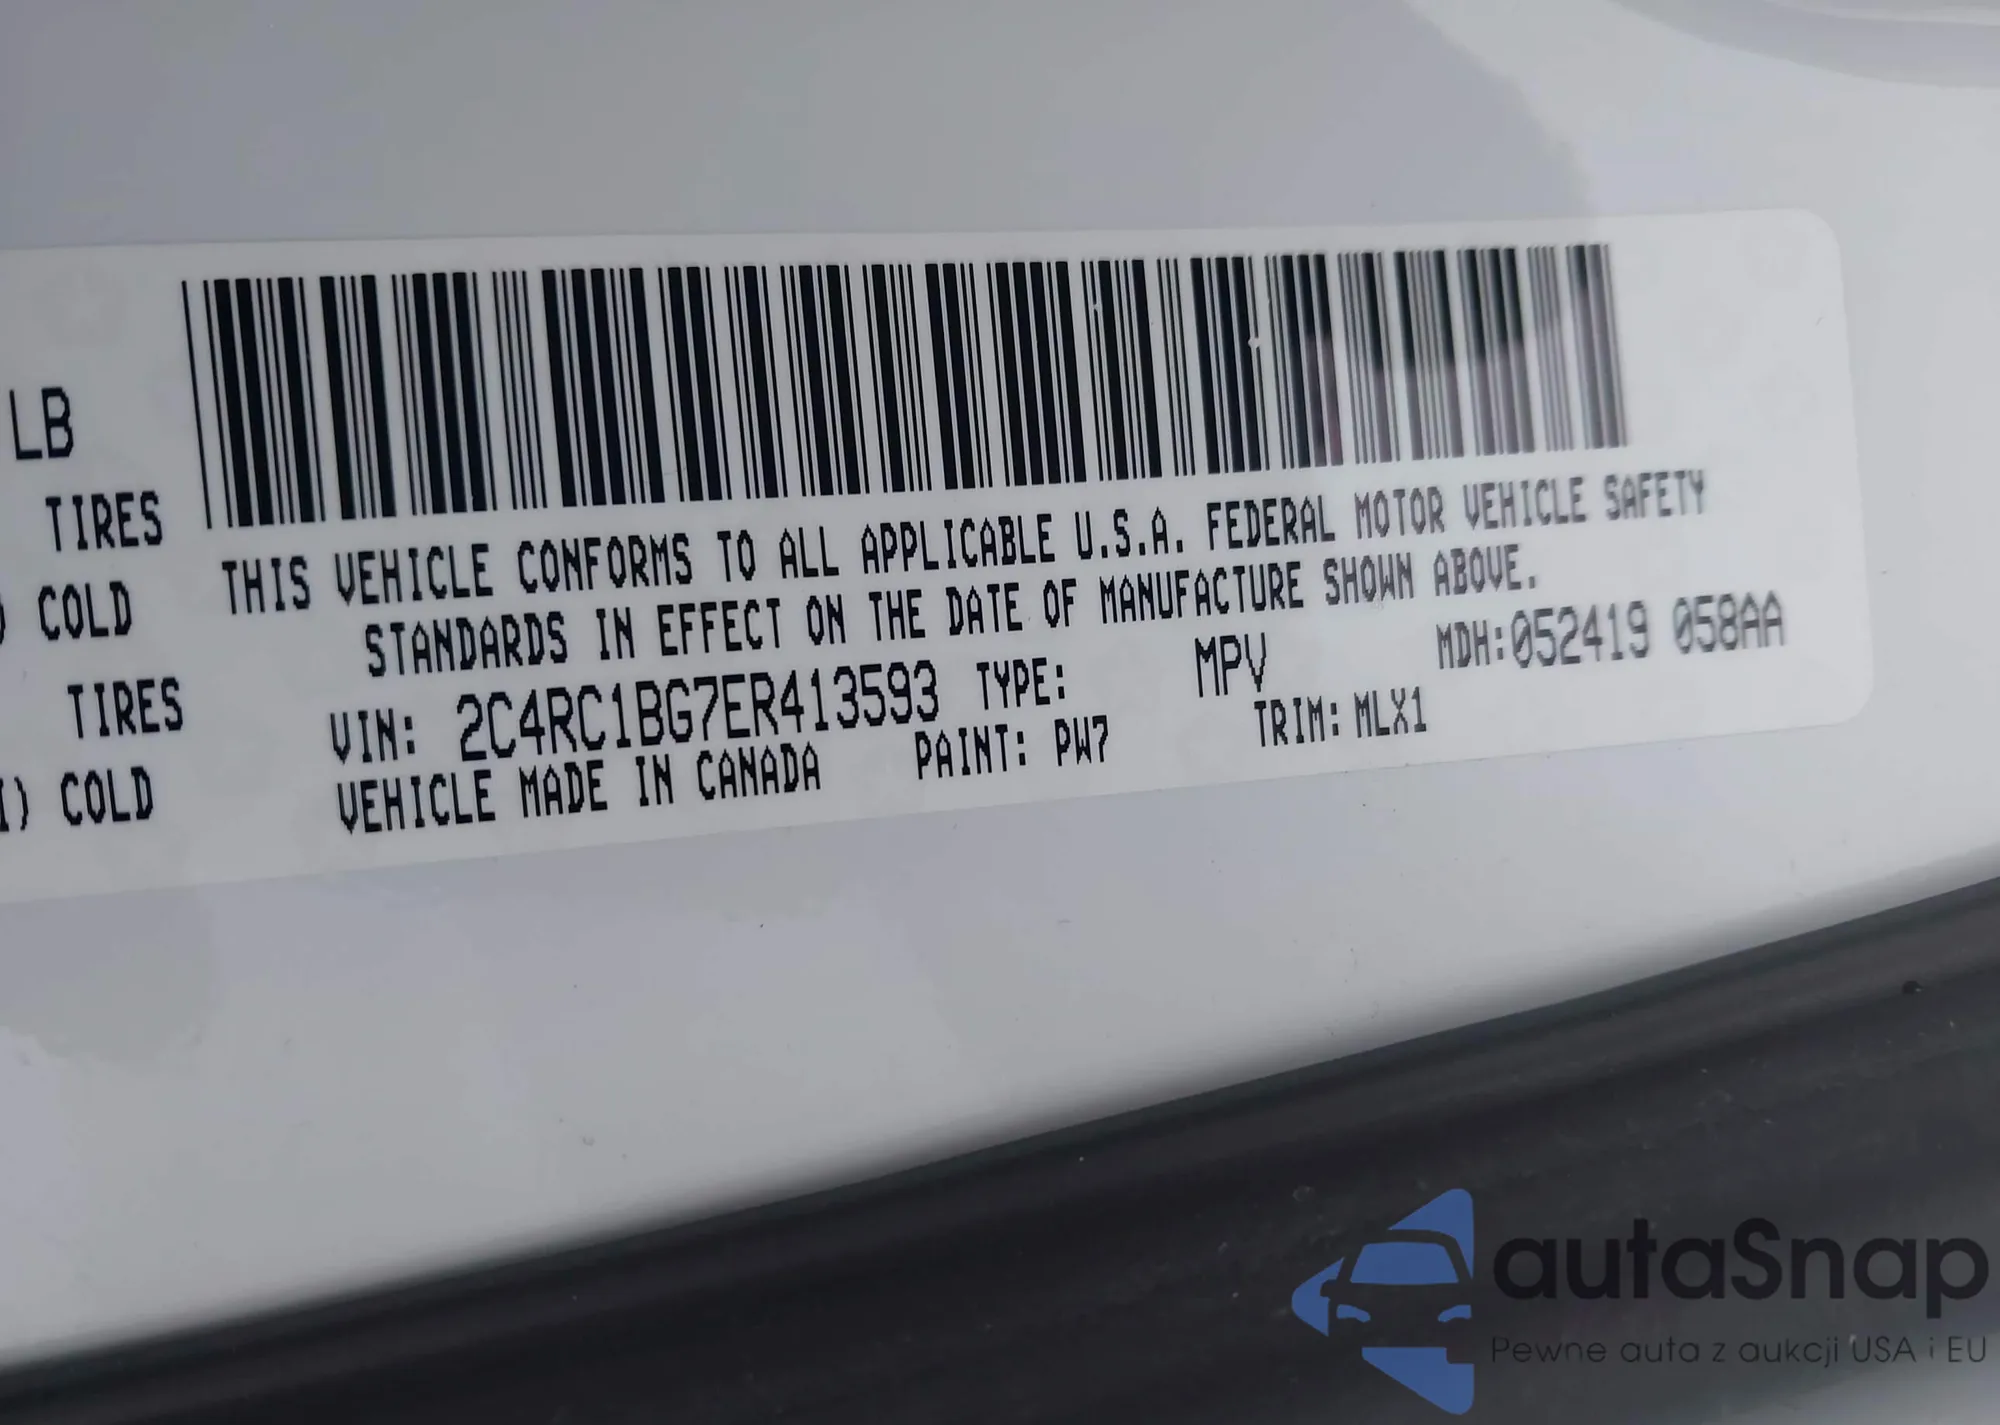 LB
TIRES
) COLD
TIRES
I) COLD
THIS VEHICLE CONFORMS TO ALL APPLICABLE U.S.A. FEDERAL MOTOR VEHICLE SAFETY
STANDARDS IN EFFECT ON THE DATE OF MANUFACTURE SHOWN ABOVE.
VIN: 2C4RC1BG7ER413593 TYPE: MPV MDH:052419 058AA
VEHICLE MADE IN CANADA PAINT: PW7 TRIM: MLX1
autaSnap
Pewne auta z aukcji USA i EU